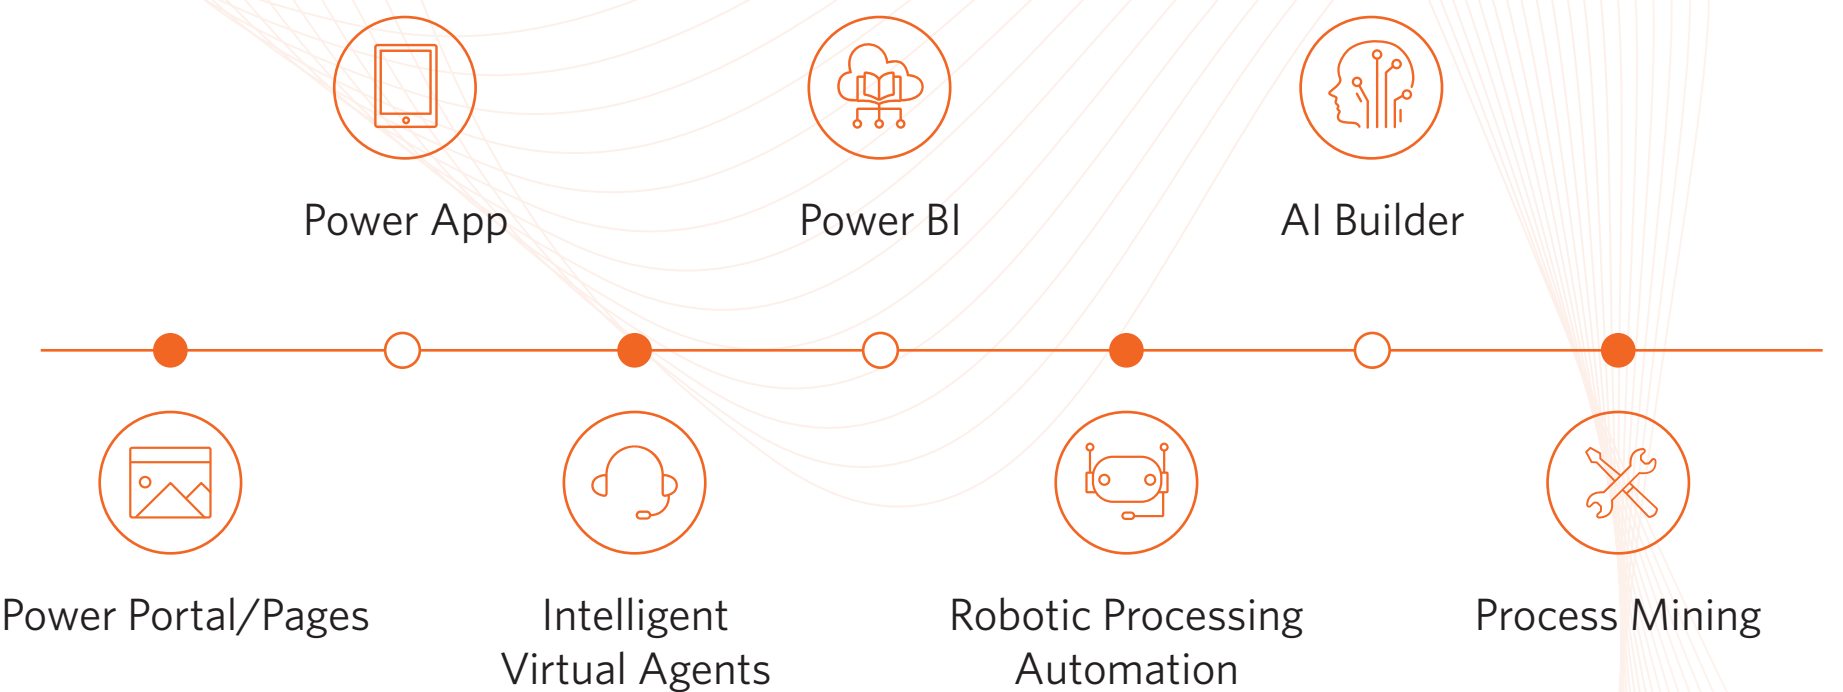 Power App
Power BI
AI Builder
Power Portal/Pages
Intelligent
Virtual Agents
Robotic Processing
Automation
Process Mining